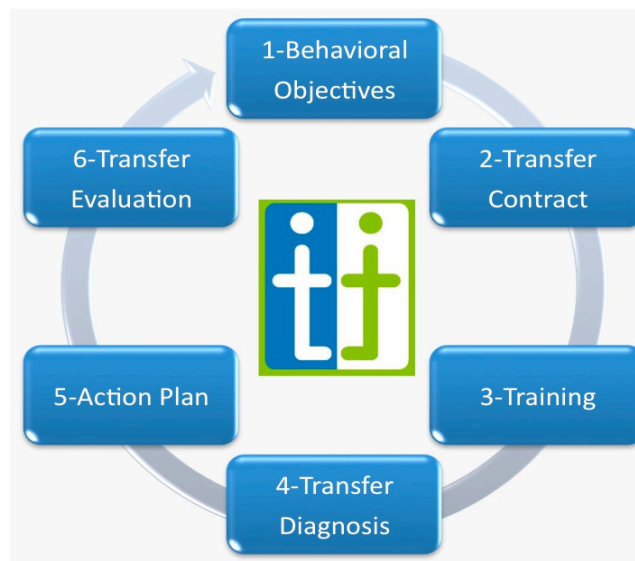 1-Behavioral
Objectives
2-Transfer
Contract
3-Training
4-Transfer
Diagnosis
5-Action Plan
6-Transfer
Evaluation